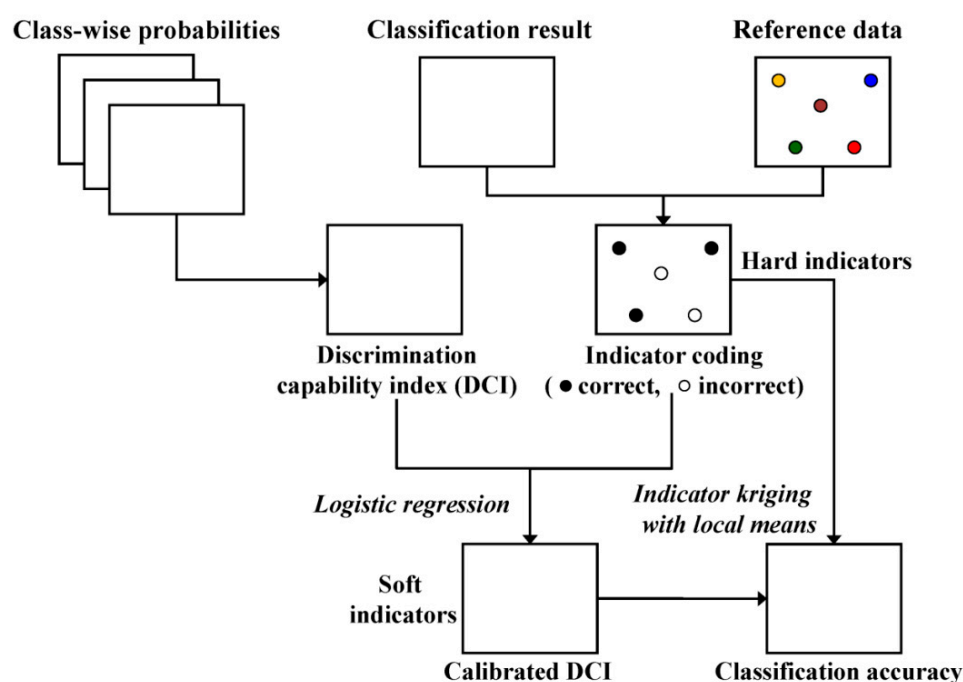 Class-wise probabilities
Classification result
Reference data
Hard indicators
Discrimination
capability index (DCI)
Indicator coding
( ● correct, ○ incorrect)
Logistic regression
Indicator kriging
with local means
Soft
indicators
Calibrated DCI
Classification accuracy